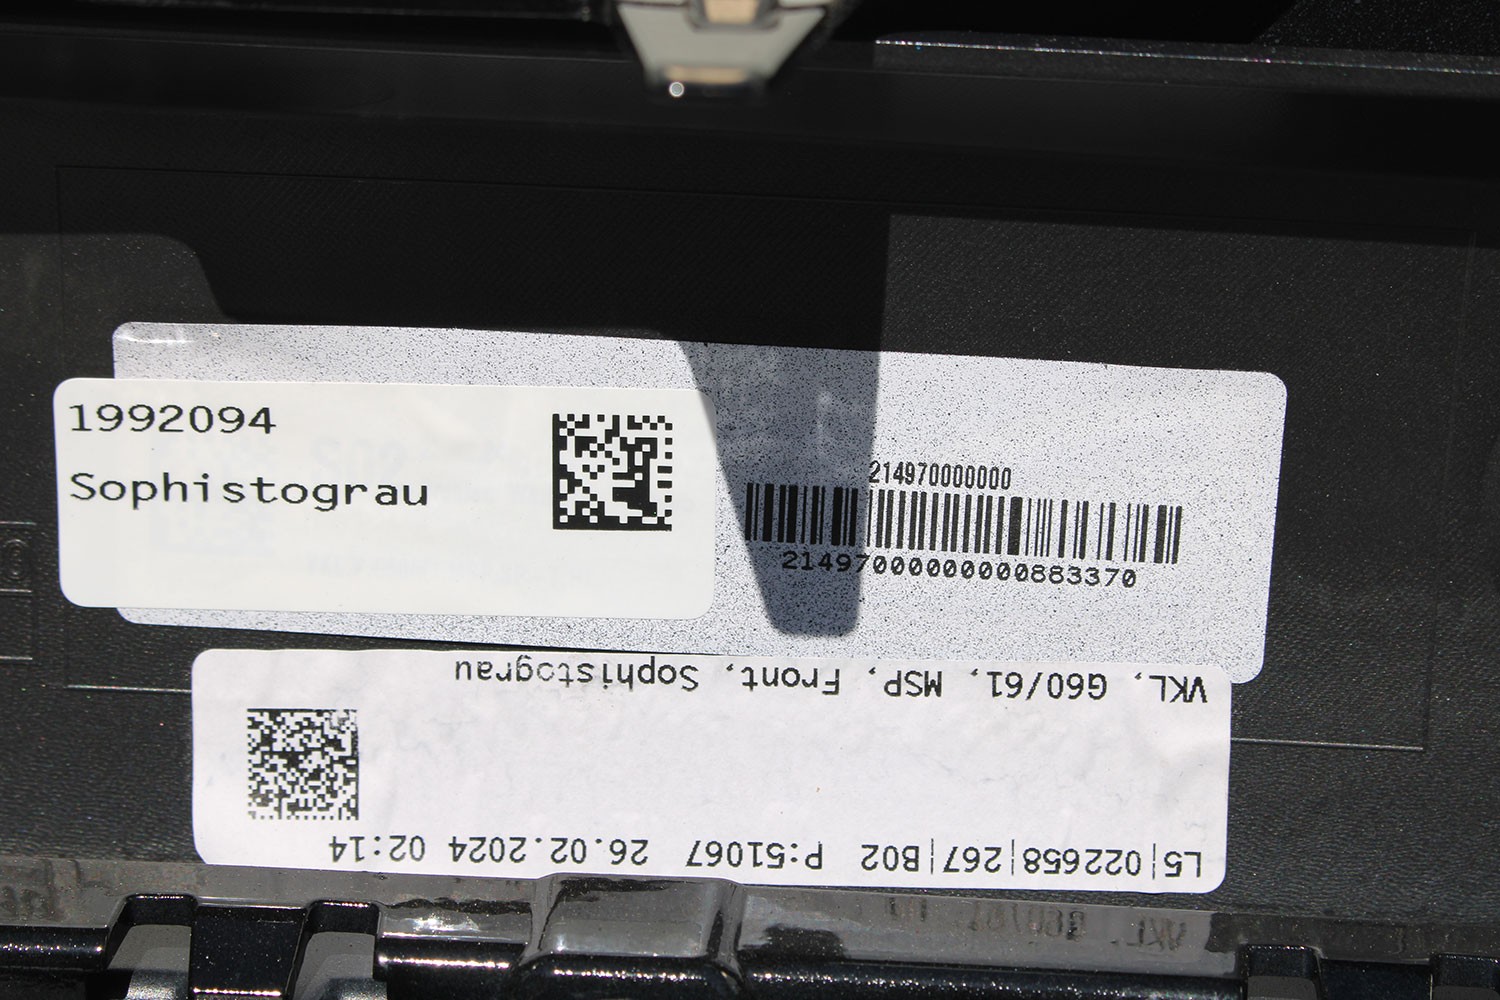 1992094
Sophistograu
214970000000
21497000000000883370
VKL, G60/61, MSP, Front, Sophistograu
L5|022658|267|B02 P:51067 26.02.2024 02:14